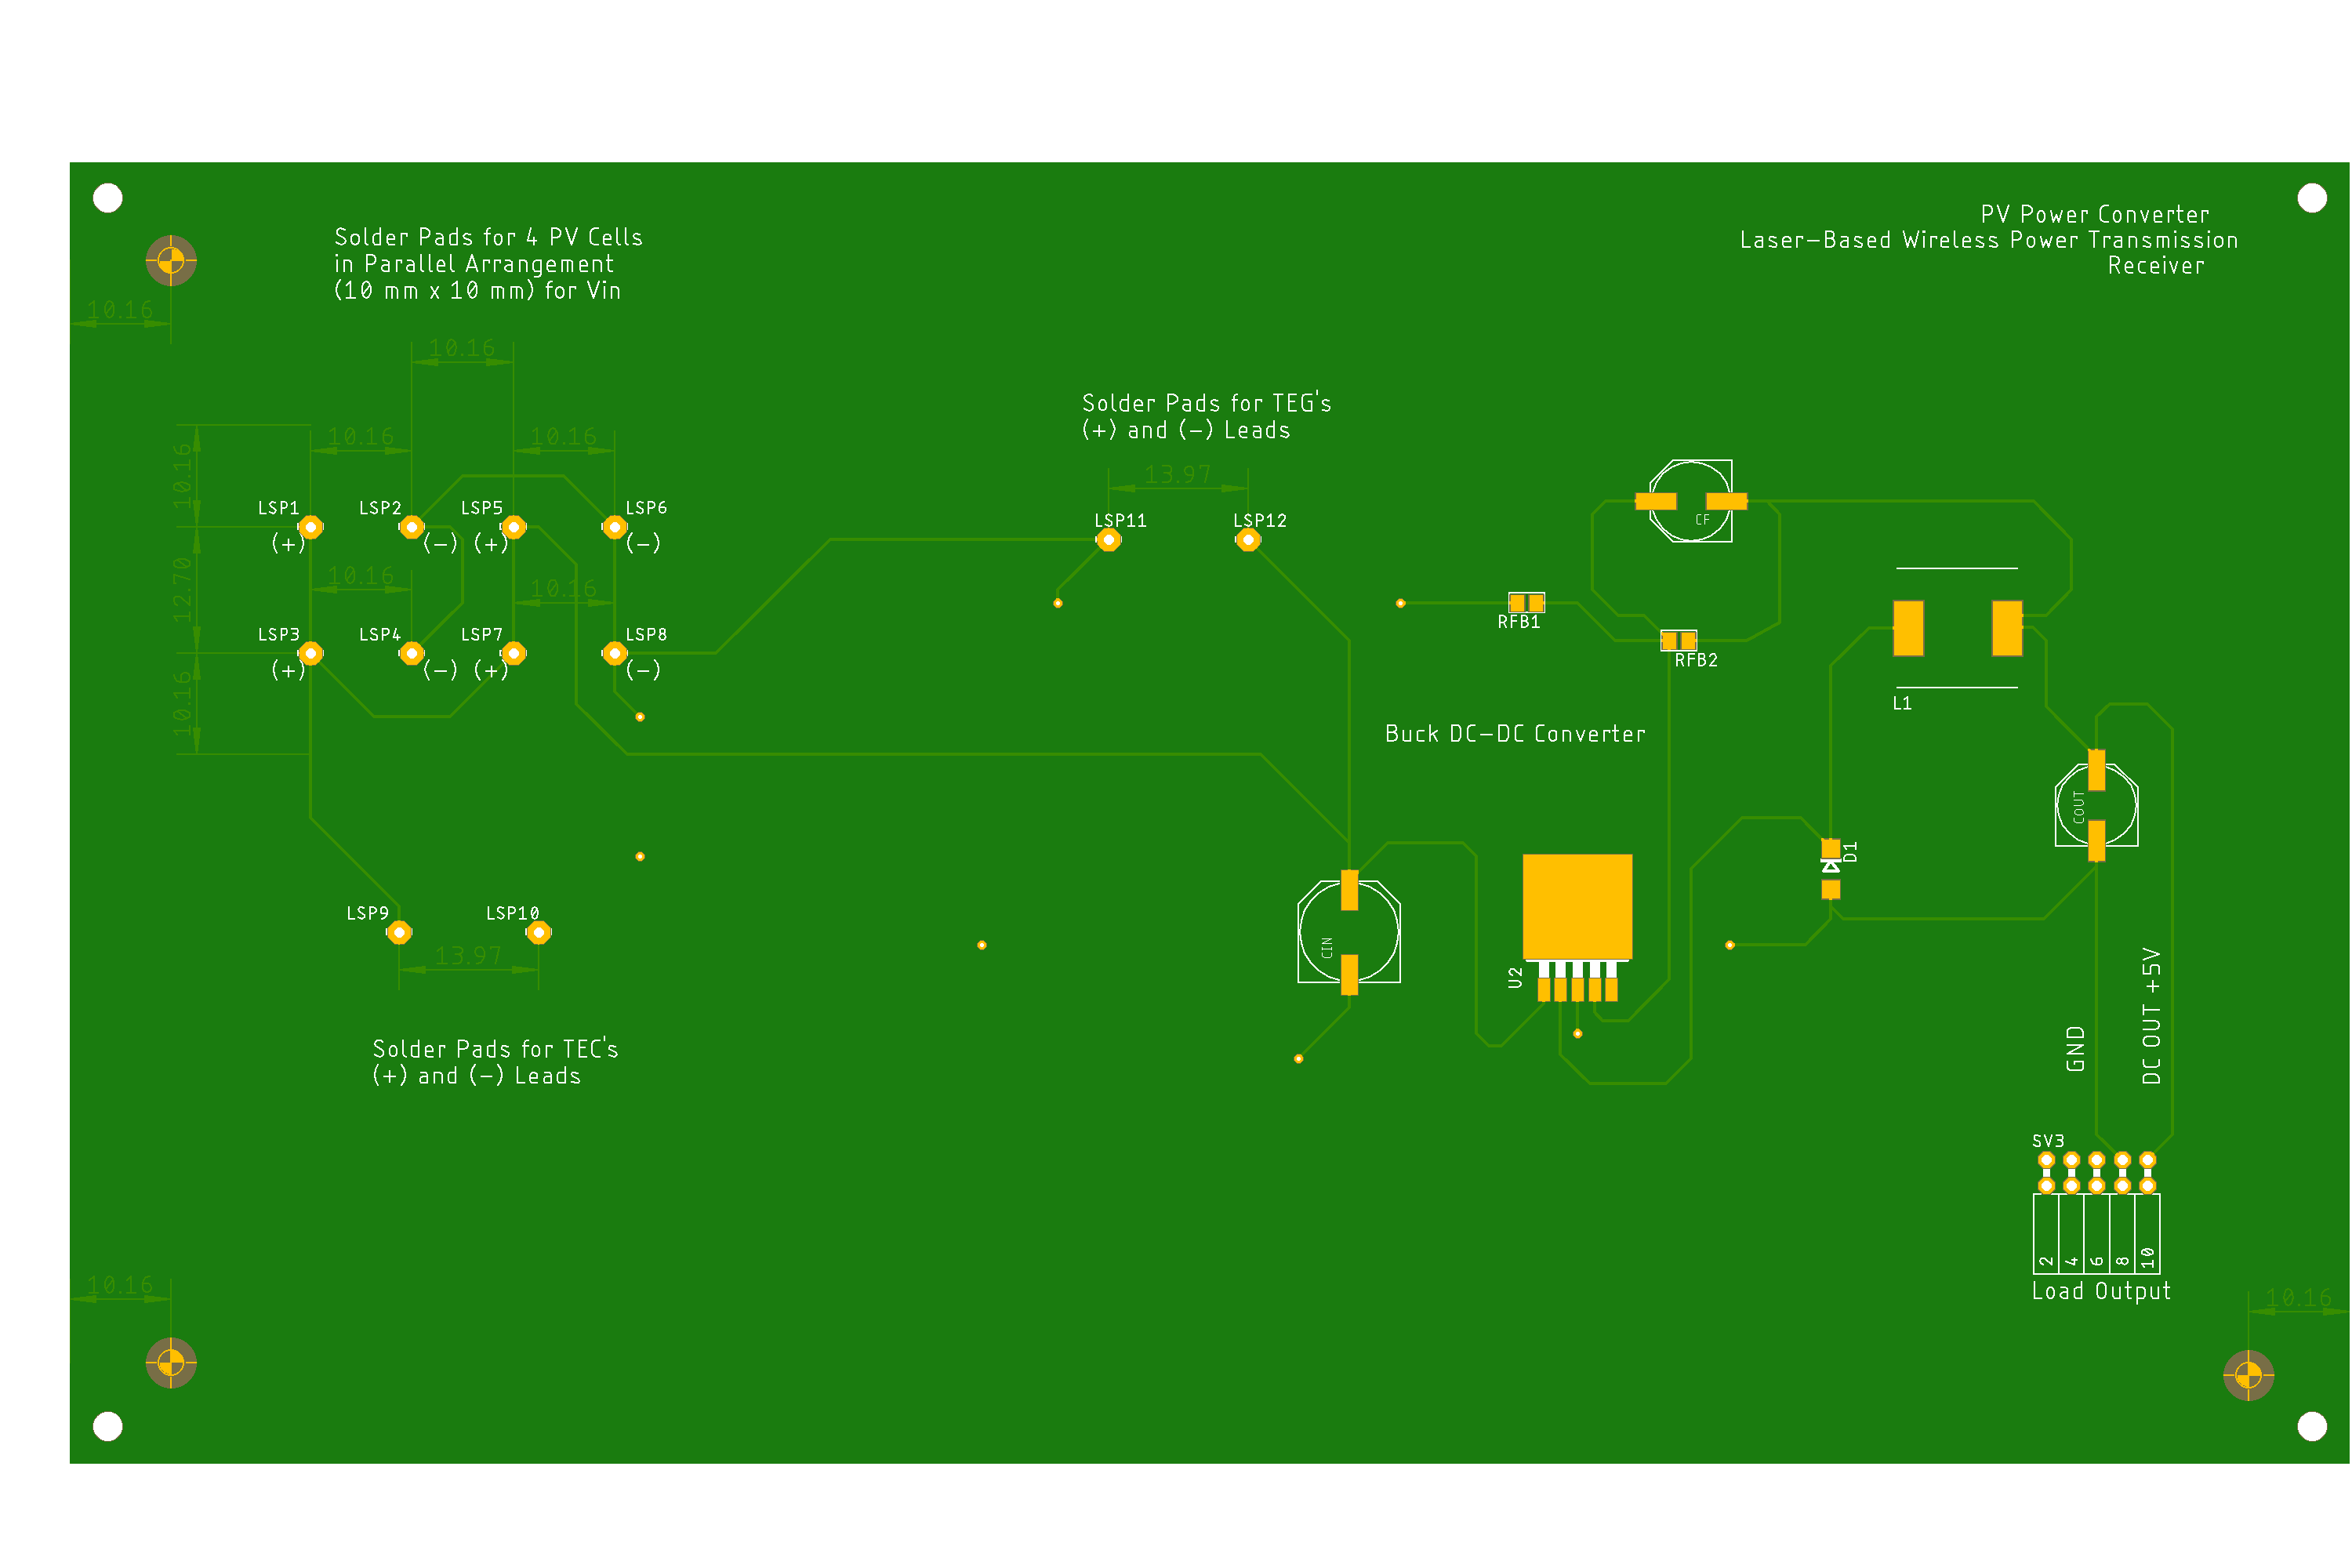 PV Power Converter
Laser-Based Wireless Power Transmission
Receiver
Solder Pads for 4 PV Cells
in Parallel Arrangement
(10 mm x 10 mm) for Vin
10.16
10.16
Solder Pads for TEG's
(+) and (-) Leads
10.16
10.16
10.16
13.97
LSP1
LSP2
LSP5
LSP6
LSP11
LSP12
CF
(+)
(-)
(+)
(-)
12.70
10.16
10.16
RFB1
LSP3
LSP4
LSP7
LSP8
RFB2
(+)
(-)
(+)
(-)
10.16
L1
Buck DC-DC Converter
COUT
D1
LSP9
LSP10
CIN
13.97
U2
DC OUT +5V
GND
Solder Pads for TEC's
(+) and (-) Leads
SV3
2
4
6
8
10
Load Output
10.16
10.16